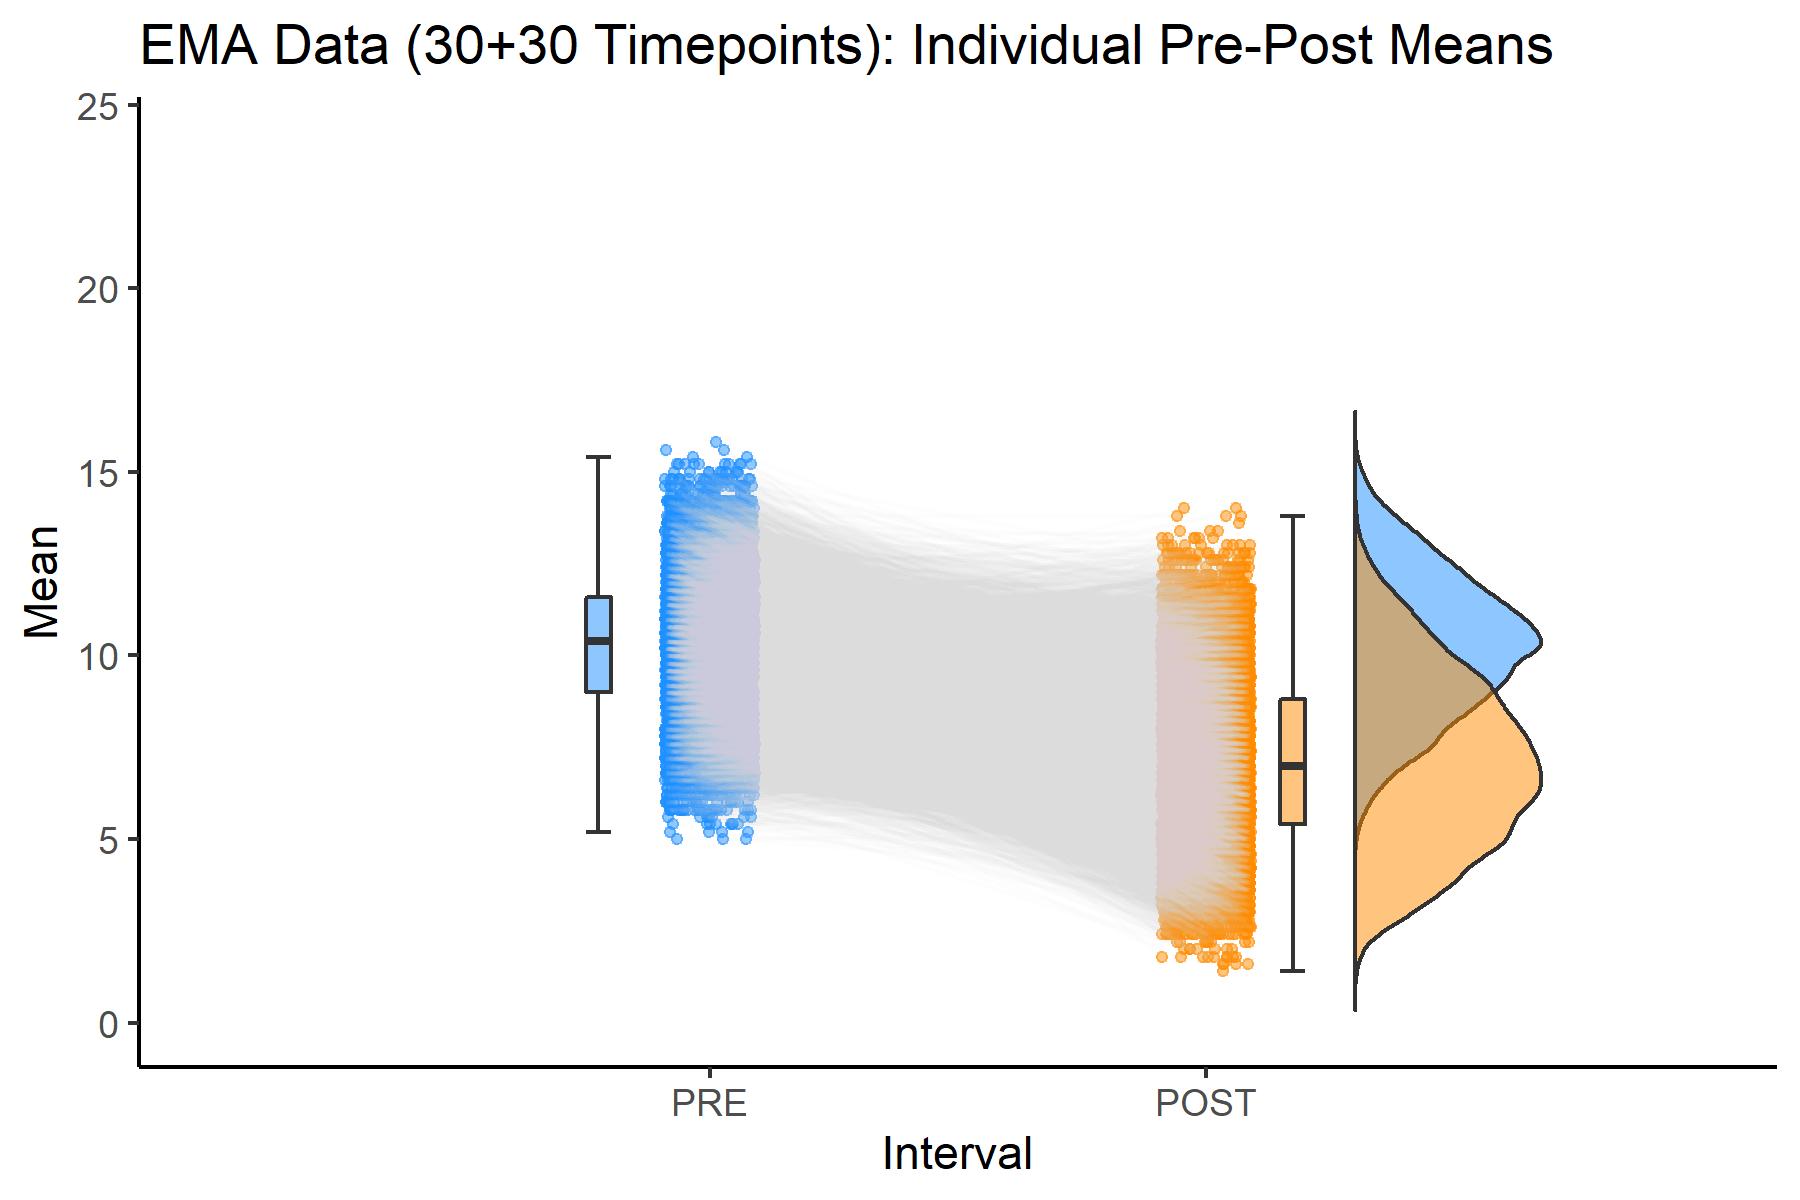 EMA Data (30+30 Timepoints): Individual Pre-Post Means
25
20
15
10
5
0
Mean
PRE
POST
Interval